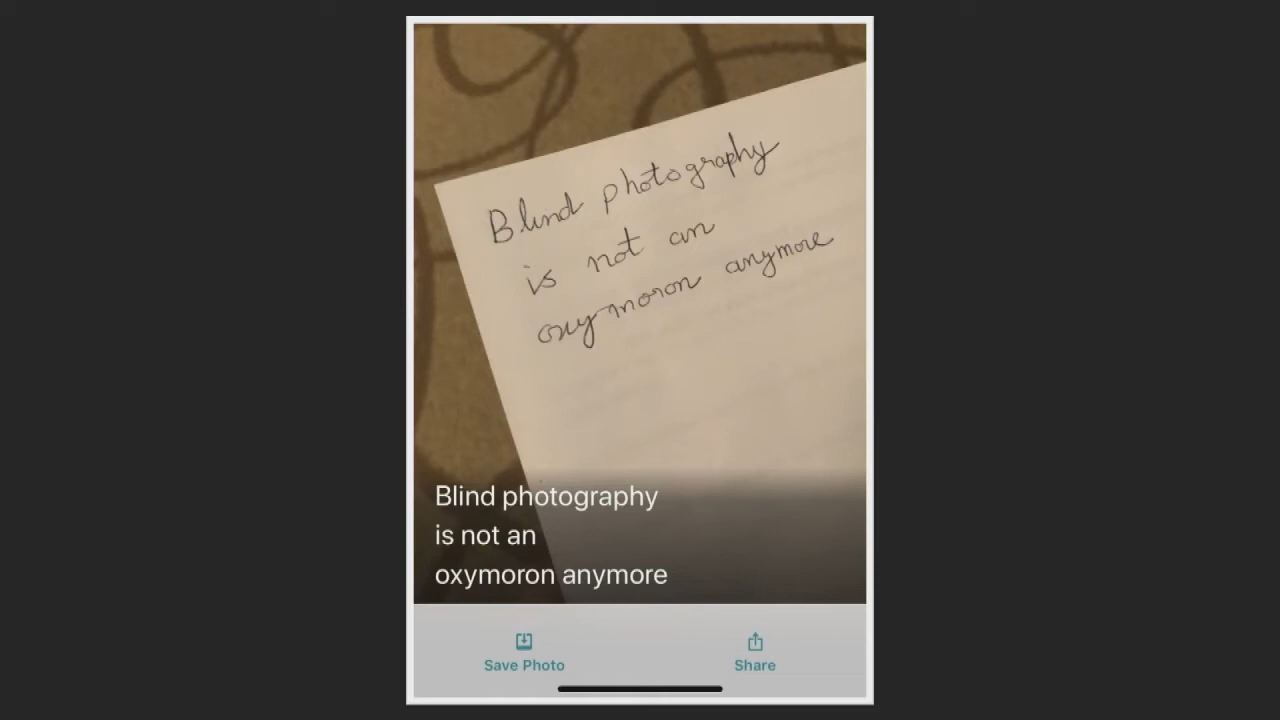 Blind photography
is not an
oxymoron anymore
Blind photography
is not an
oxymoron anymore
Save Photo
Share